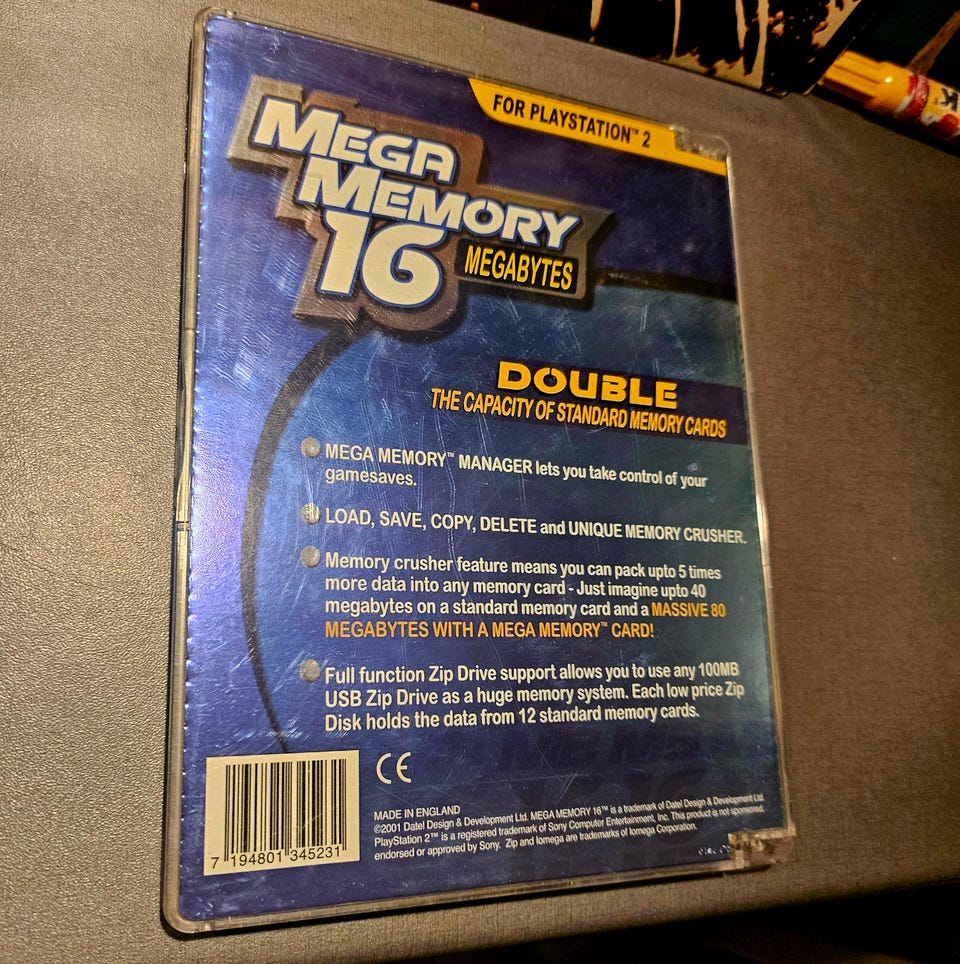 FOR PLAYSTATION™ 2
MEGA
MEMORY
16 MEGABYTES
DOUBLE
THE CAPACITY OF STANDARD MEMORY CARDS
MEGA MEMORY™ MANAGER lets you take control of your
gamesaves.
LOAD, SAVE, COPY, DELETE and UNIQUE MEMORY CRUSHER.
Memory crusher feature means you can pack upto 5 times
more data into any memory card - Just imagine upto 40
megabytes on a standard memory card and a MASSIVE 80
MEGABYTES WITH A MEGA MEMORY™ CARD!
Full function Zip Drive support allows you to use any 100MB
USB Zip Drive as a huge memory system. Each low price Zip
Disk holds the data from 12 standard memory cards.
CE
MADE IN ENGLAND
©2001 Datel Design & Development Ltd. MEGA MEMORY 16™ is a trademark of Datel Design & Development Ltd.
PlayStation 2™ is a registered trademark of Sony Computer Entertainment, Inc. This product is not sponsored,
endorsed or approved by Sony. Zip and Iomega are trademarks of Iomega Corporation.
7 194801 345231